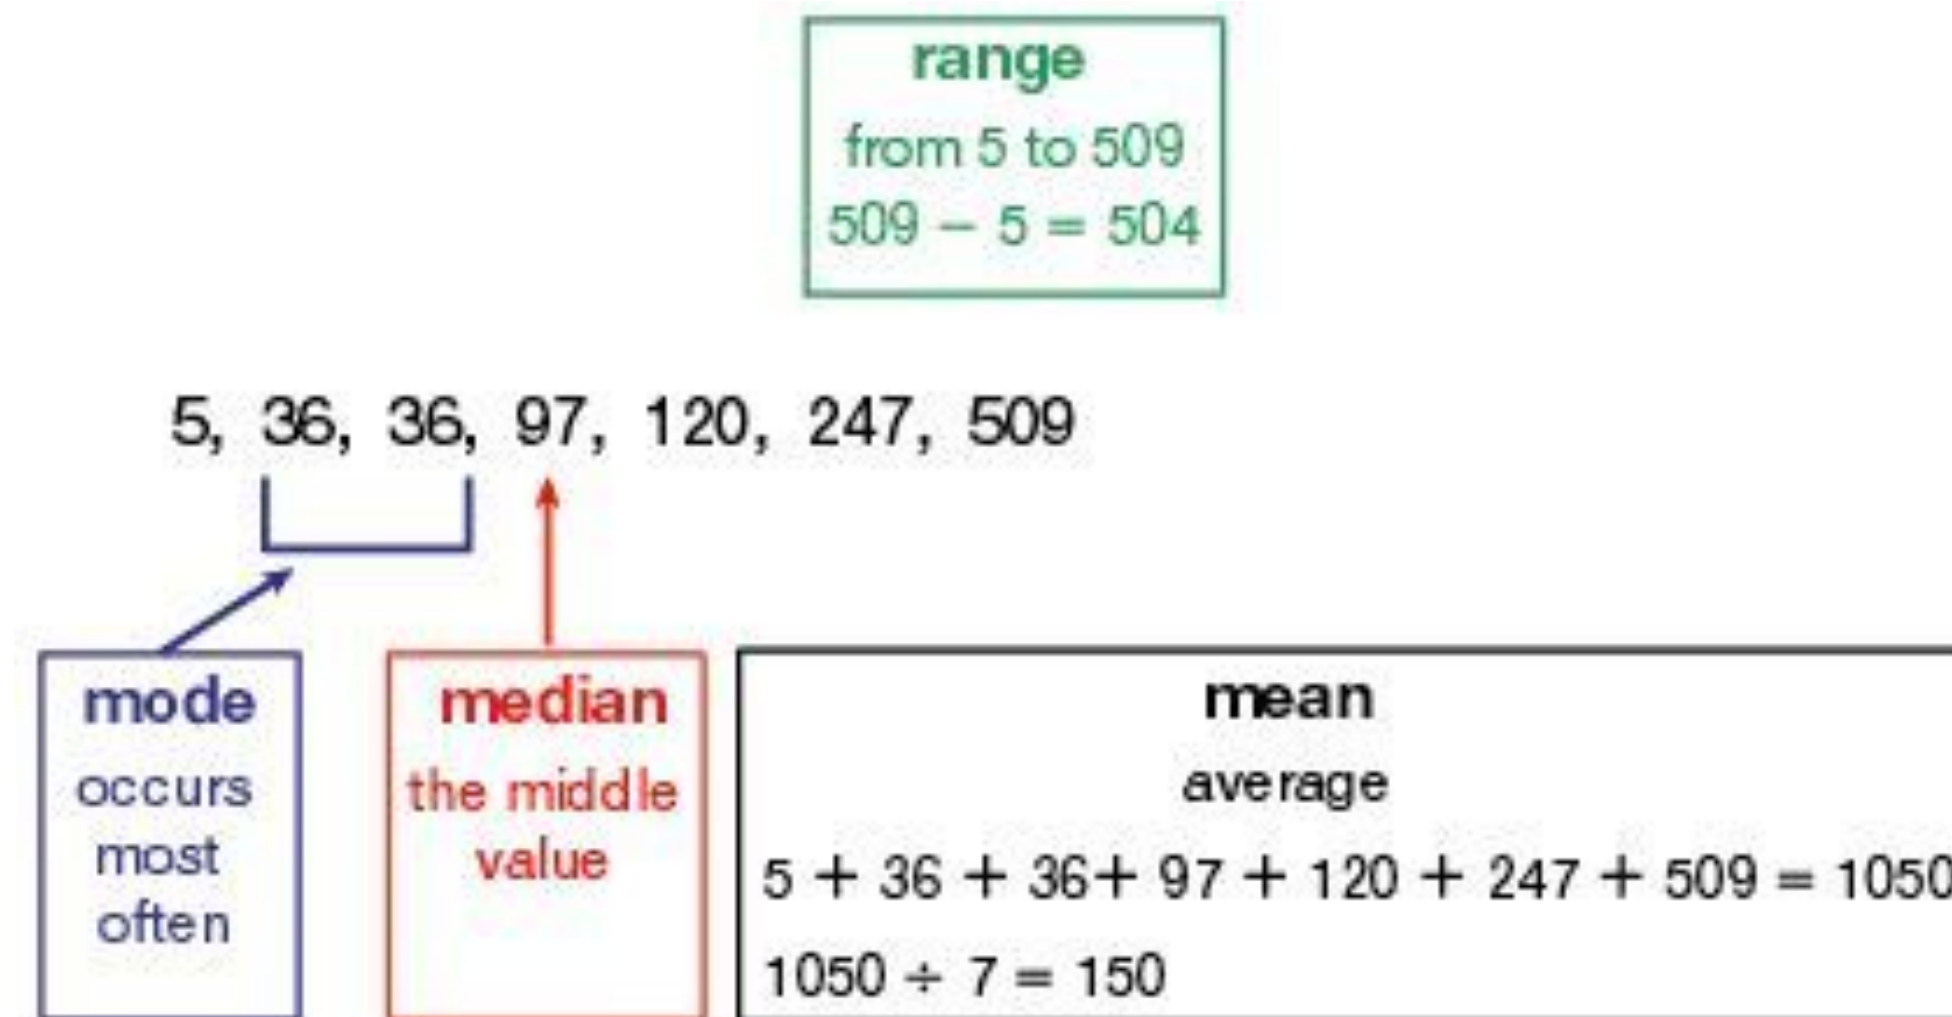 range
from 5 to 509
509 – 5 = 504
5, 36, 36, 97, 120, 247, 509
mode
occurs
most
often
median
the middle
value
mean
average
5 + 36 + 36+ 97 + 120 + 247 + 509 = 1050
1050 ÷ 7 = 150